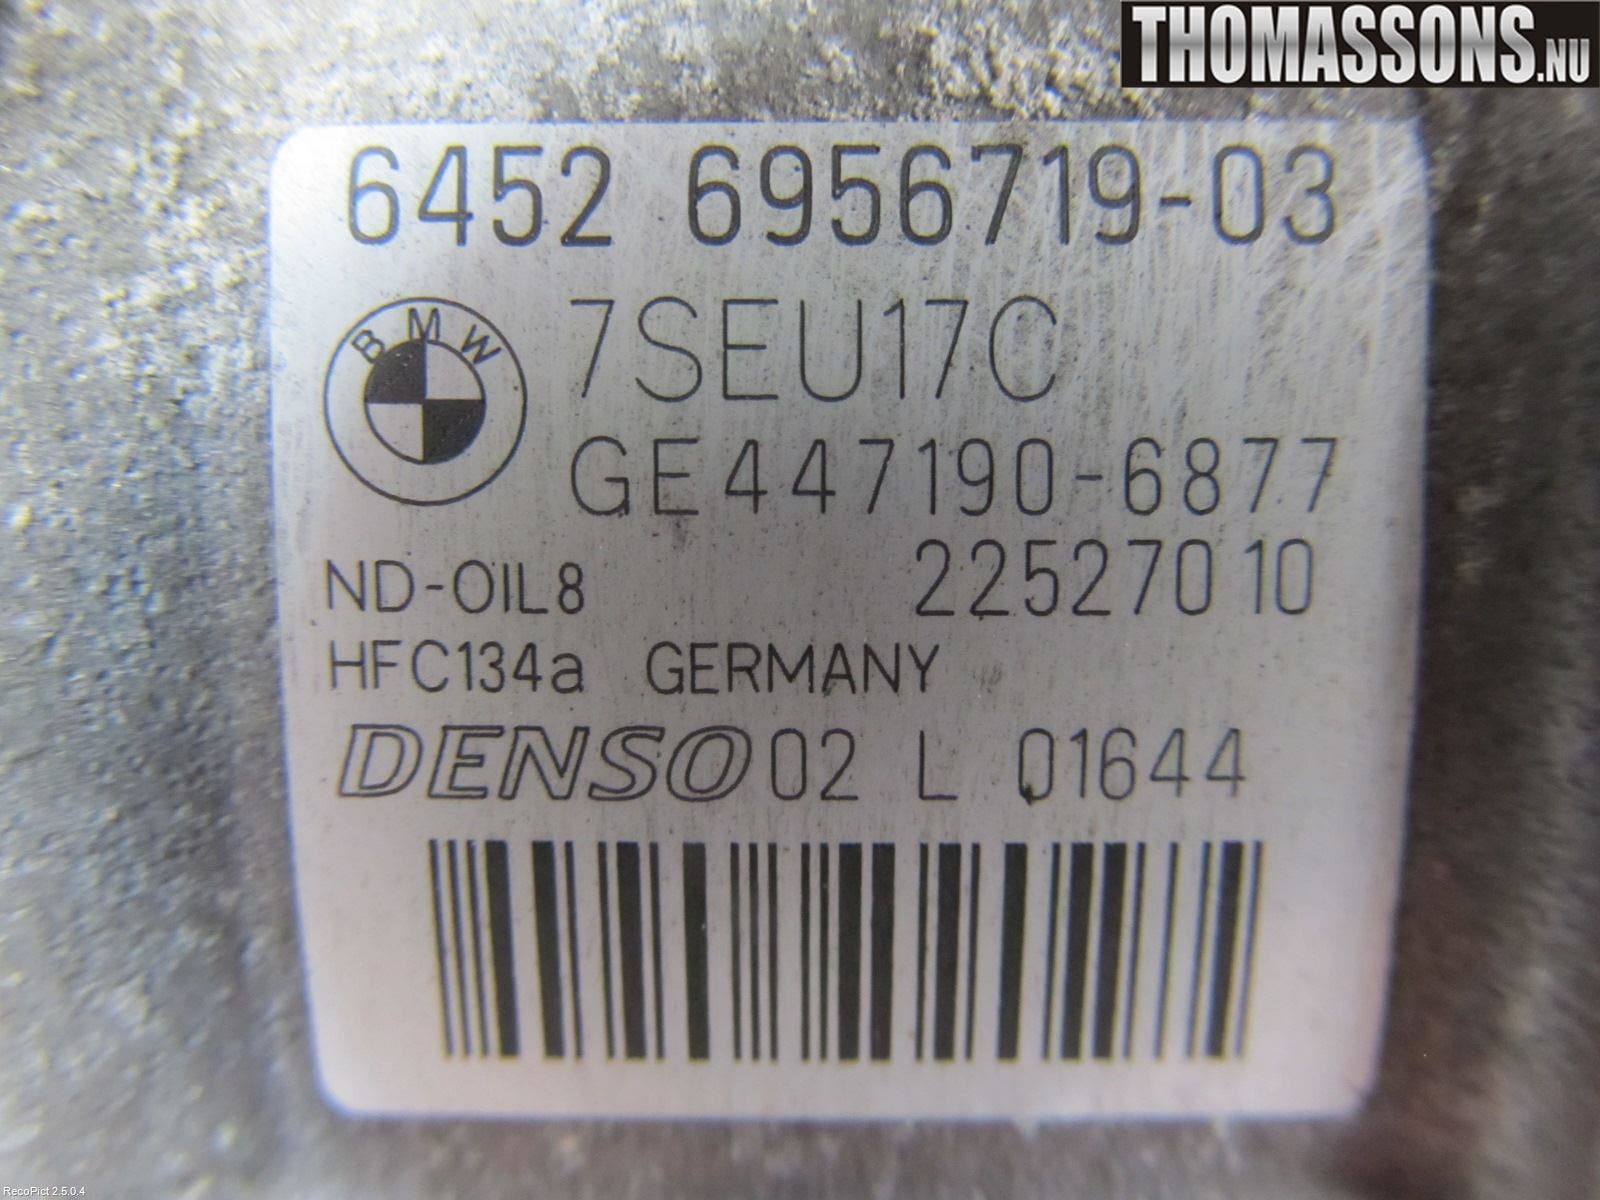 THOMASSONS.NU
6452 6956719-03
BMW
7SEU17C
GE447190-6877
ND-OIL8 22527010
HFC134a GERMANY
DENSO 02 L 01644
RecoPict 2.5.0.4